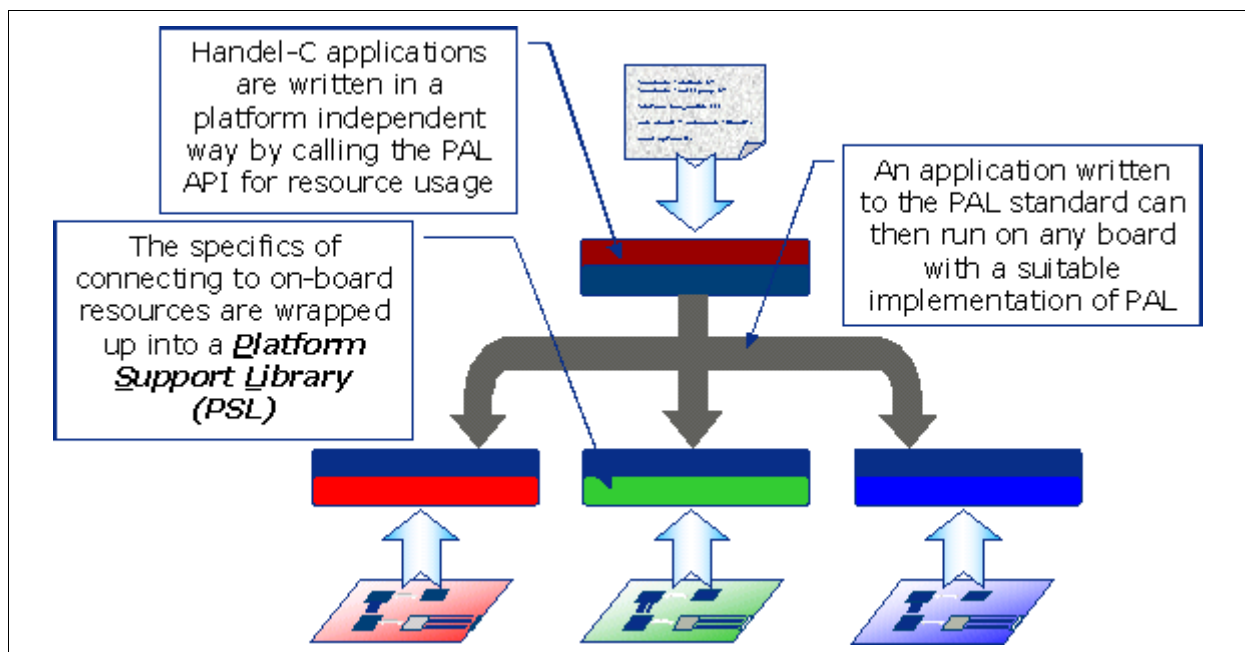 Handel-C applications
are written in a
platform independent
way by calling the PAL
API for resource usage
An application written
to the PAL standard can
then run on any board
with a suitable
implementation of PAL
The specifics of
connecting to on-board
resources are wrapped
up into a Platform
Support Library
(PSL)